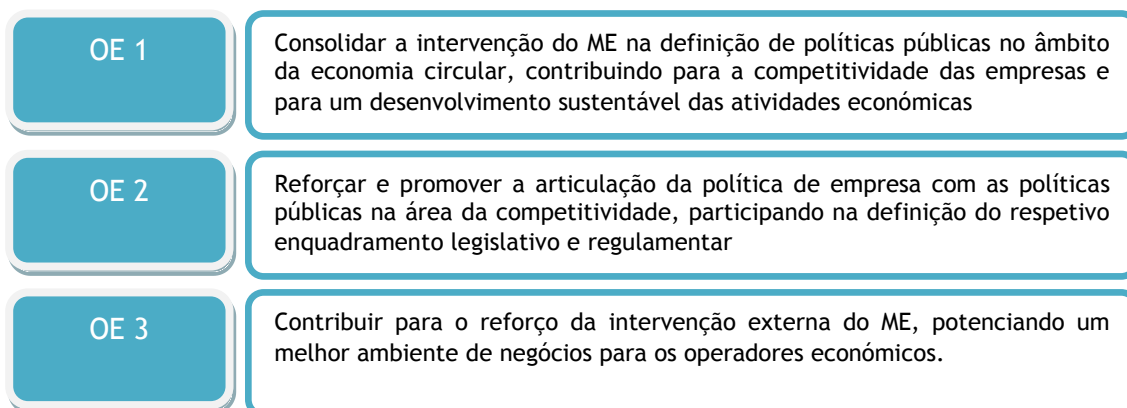 OE 1
Consolidar a intervenção do ME na definição de políticas públicas no âmbito
da economia circular, contribuindo para a competitividade das empresas e
para um desenvolvimento sustentável das atividades económicas
OE 2
Reforçar e promover a articulação da política de empresa com as políticas
públicas na área da competitividade, participando na definição do respetivo
enquadramento legislativo e regulamentar
OE 3
Contribuir para o reforço da intervenção externa do ME, potenciando um
melhor ambiente de negócios para os operadores económicos.